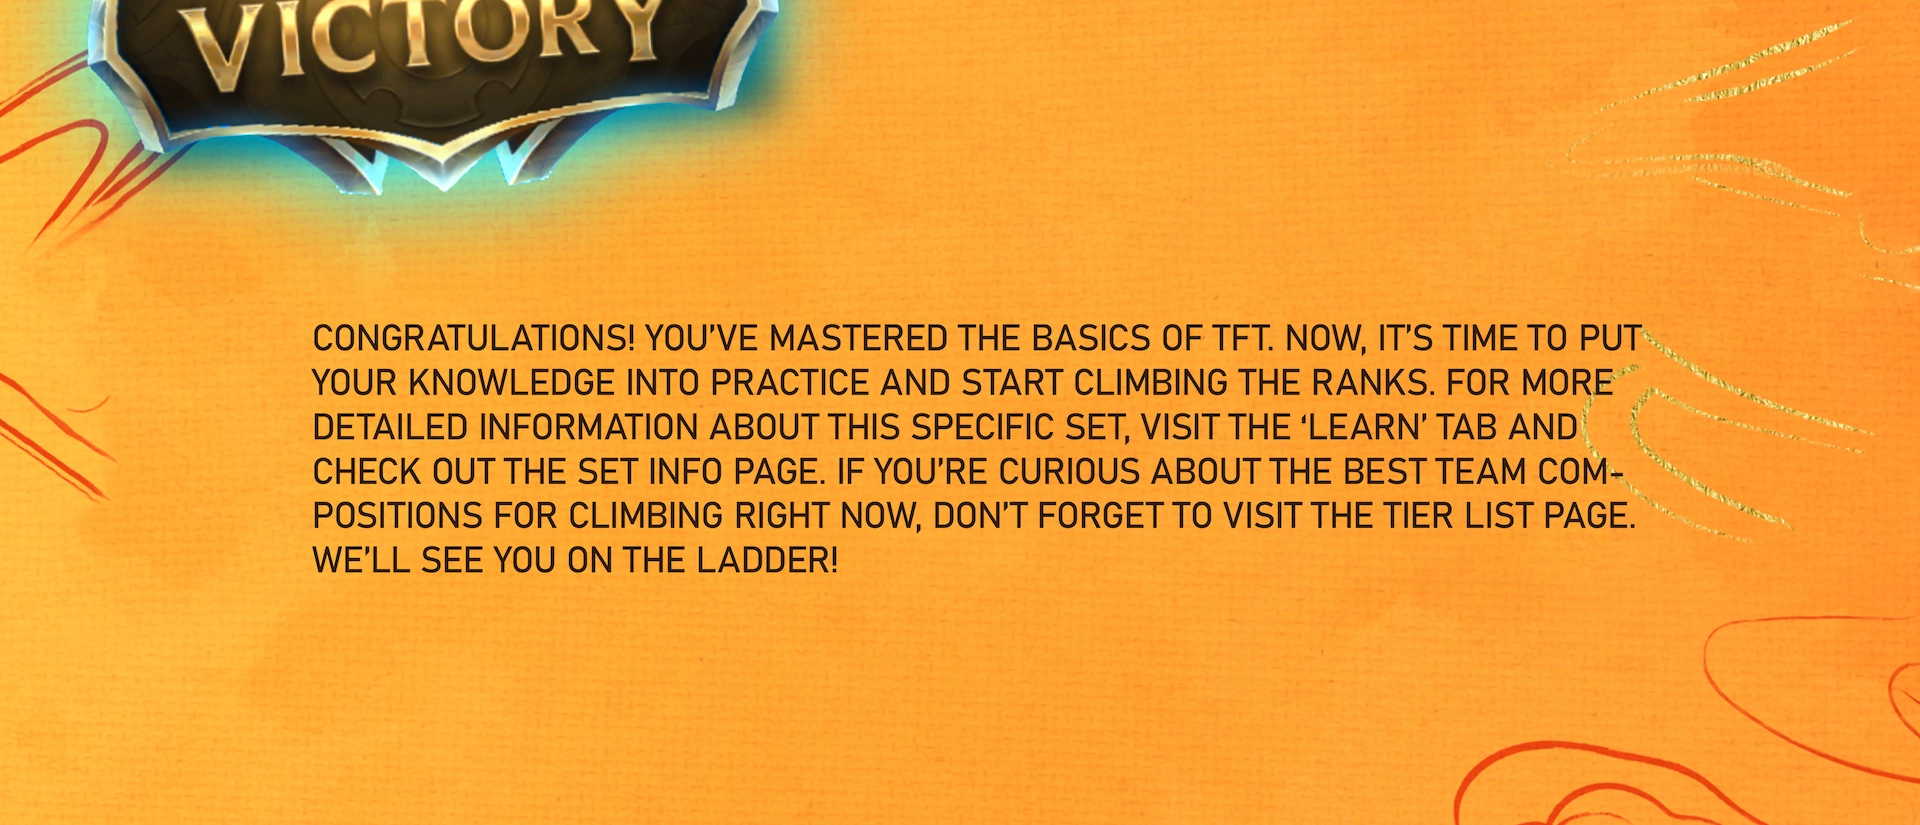 VICTORY
CONGRATULATIONS! YOU’VE MASTERED THE BASICS OF TFT. NOW, IT’S TIME TO PUT
YOUR KNOWLEDGE INTO PRACTICE AND START CLIMBING THE RANKS. FOR MORE
DETAILED INFORMATION ABOUT THIS SPECIFIC SET, VISIT THE ‘LEARN’ TAB AND
CHECK OUT THE SET INFO PAGE. IF YOU’RE CURIOUS ABOUT THE BEST TEAM COM-
POSITIONS FOR CLIMBING RIGHT NOW, DON’T FORGET TO VISIT THE TIER LIST PAGE.
WE’LL SEE YOU ON THE LADDER!